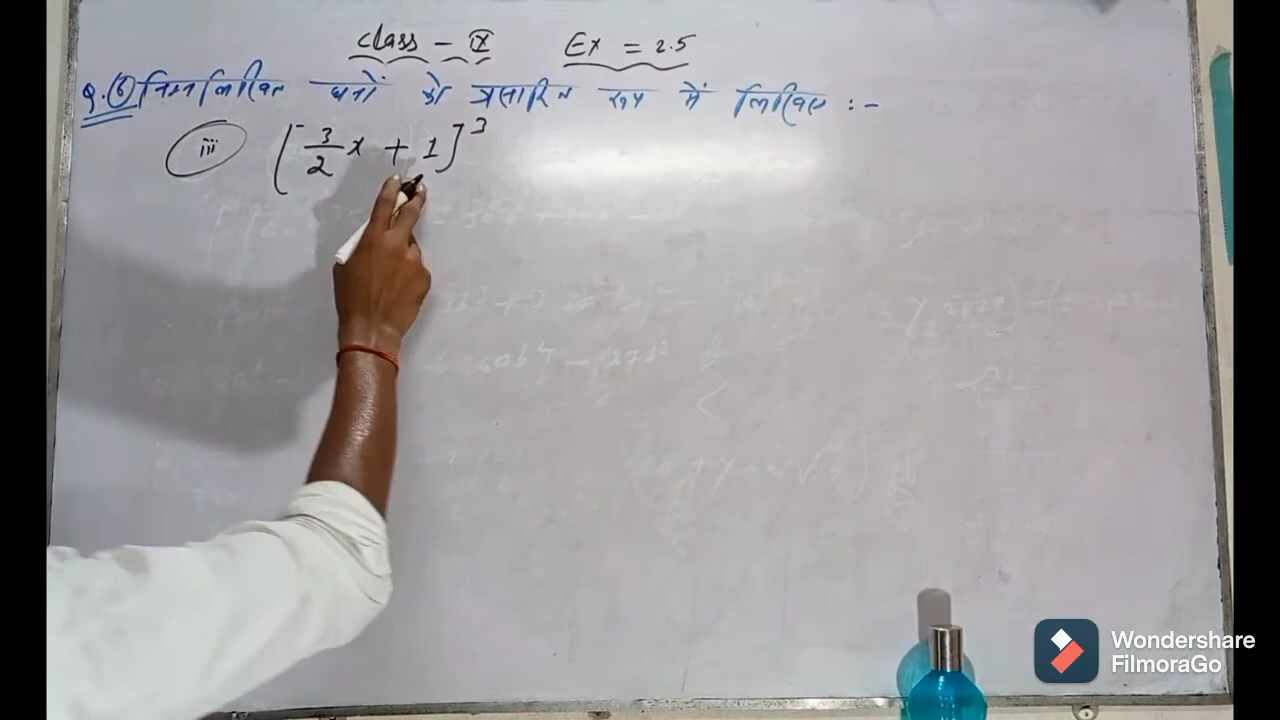 Class - IX Ex = 2.5
Q.6 निम्नलिखित घनों को प्रसारित रूप में लिखिए :-
iii [3/2 x + 1]³
Wondershare
FilmoraGo